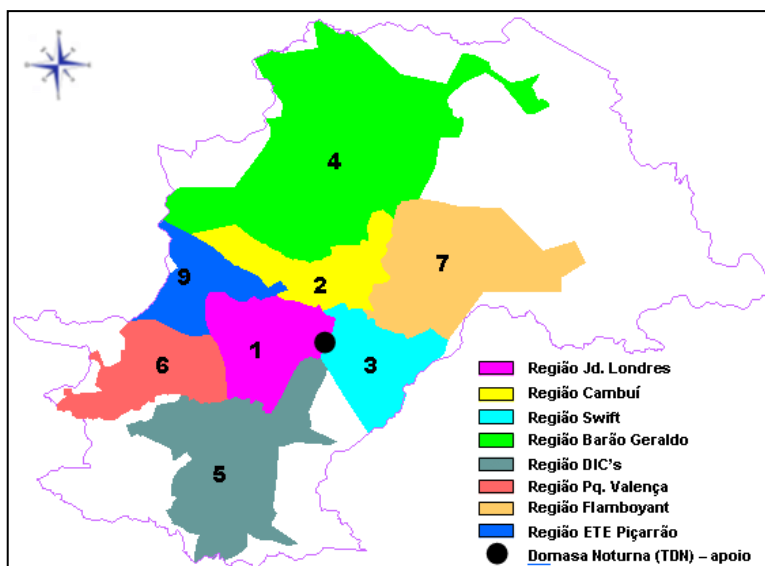 4
9
2
7
1
3
6
5
Região Jd. Londres
Região Cambuí
Região Swift
Região Barão Geraldo
Região DIC's
Região Pq. Valença
Região Flamboyant
Região ETE Piçarrão
Domasa Noturna (TDN) – apoio